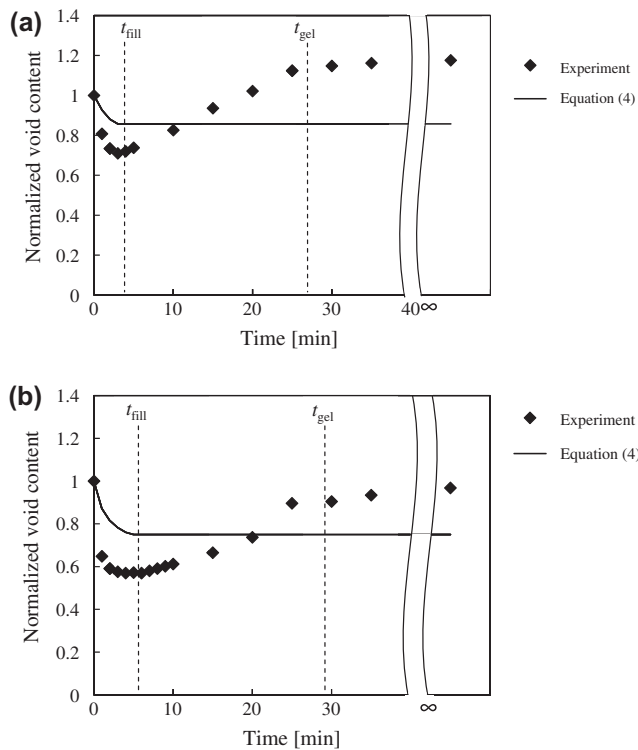 (a)
1.4
1.2
1
0.8
0.6
0.4
0.2
0
Normalized void content
t_fill
t_gel
0
10
20
30
40
∞
Time [min]
Experiment
Equation (4)
(b)
1.4
1.2
1
0.8
0.6
0.4
0.2
0
Normalized void content
t_fill
t_gel
0
10
20
30
∞
Time [min]
Experiment
Equation (4)